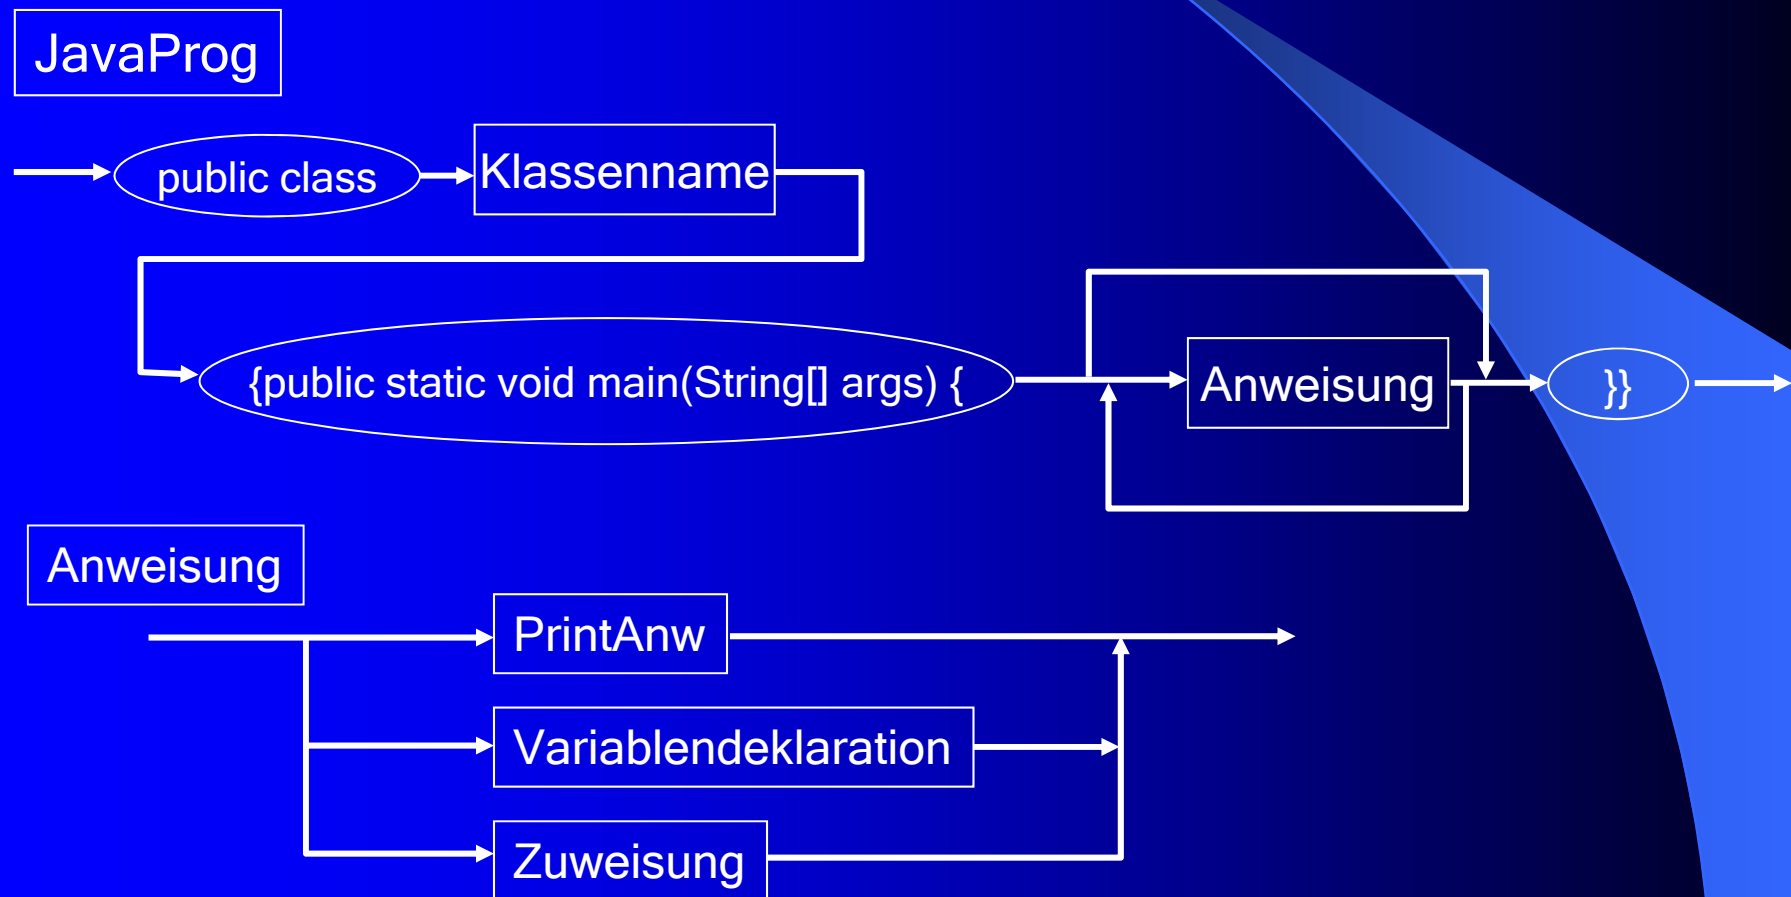 JavaProg
public class
Klassenname
{public static void main(String[] args) {
Anweisung
}}
Anweisung
PrintAnw
Variablendeklaration
Zuweisung